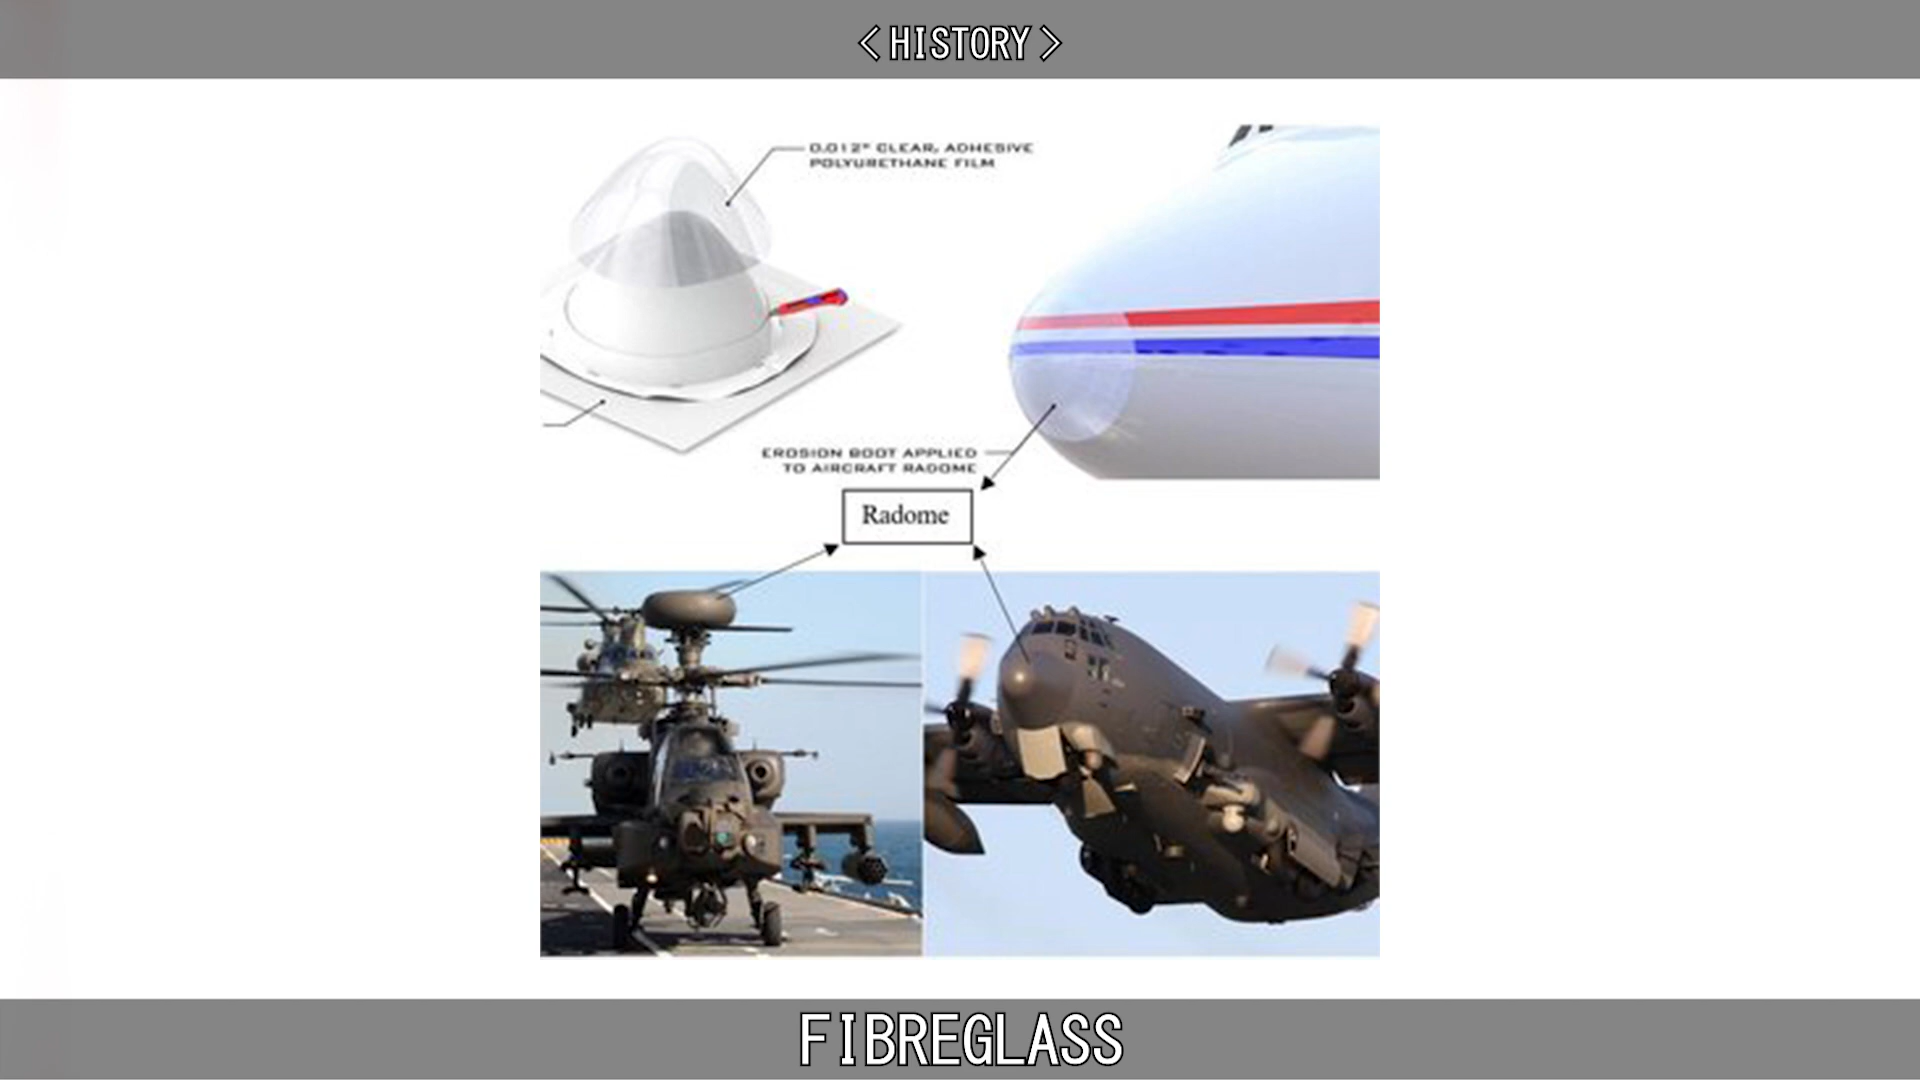 <HISTORY>
0.012" CLEAR, ADHESIVE
POLYURETHANE FILM
EROSION BOOT APPLIED
TO AIRCRAFT RADOME
Radome
FIBREGLASS